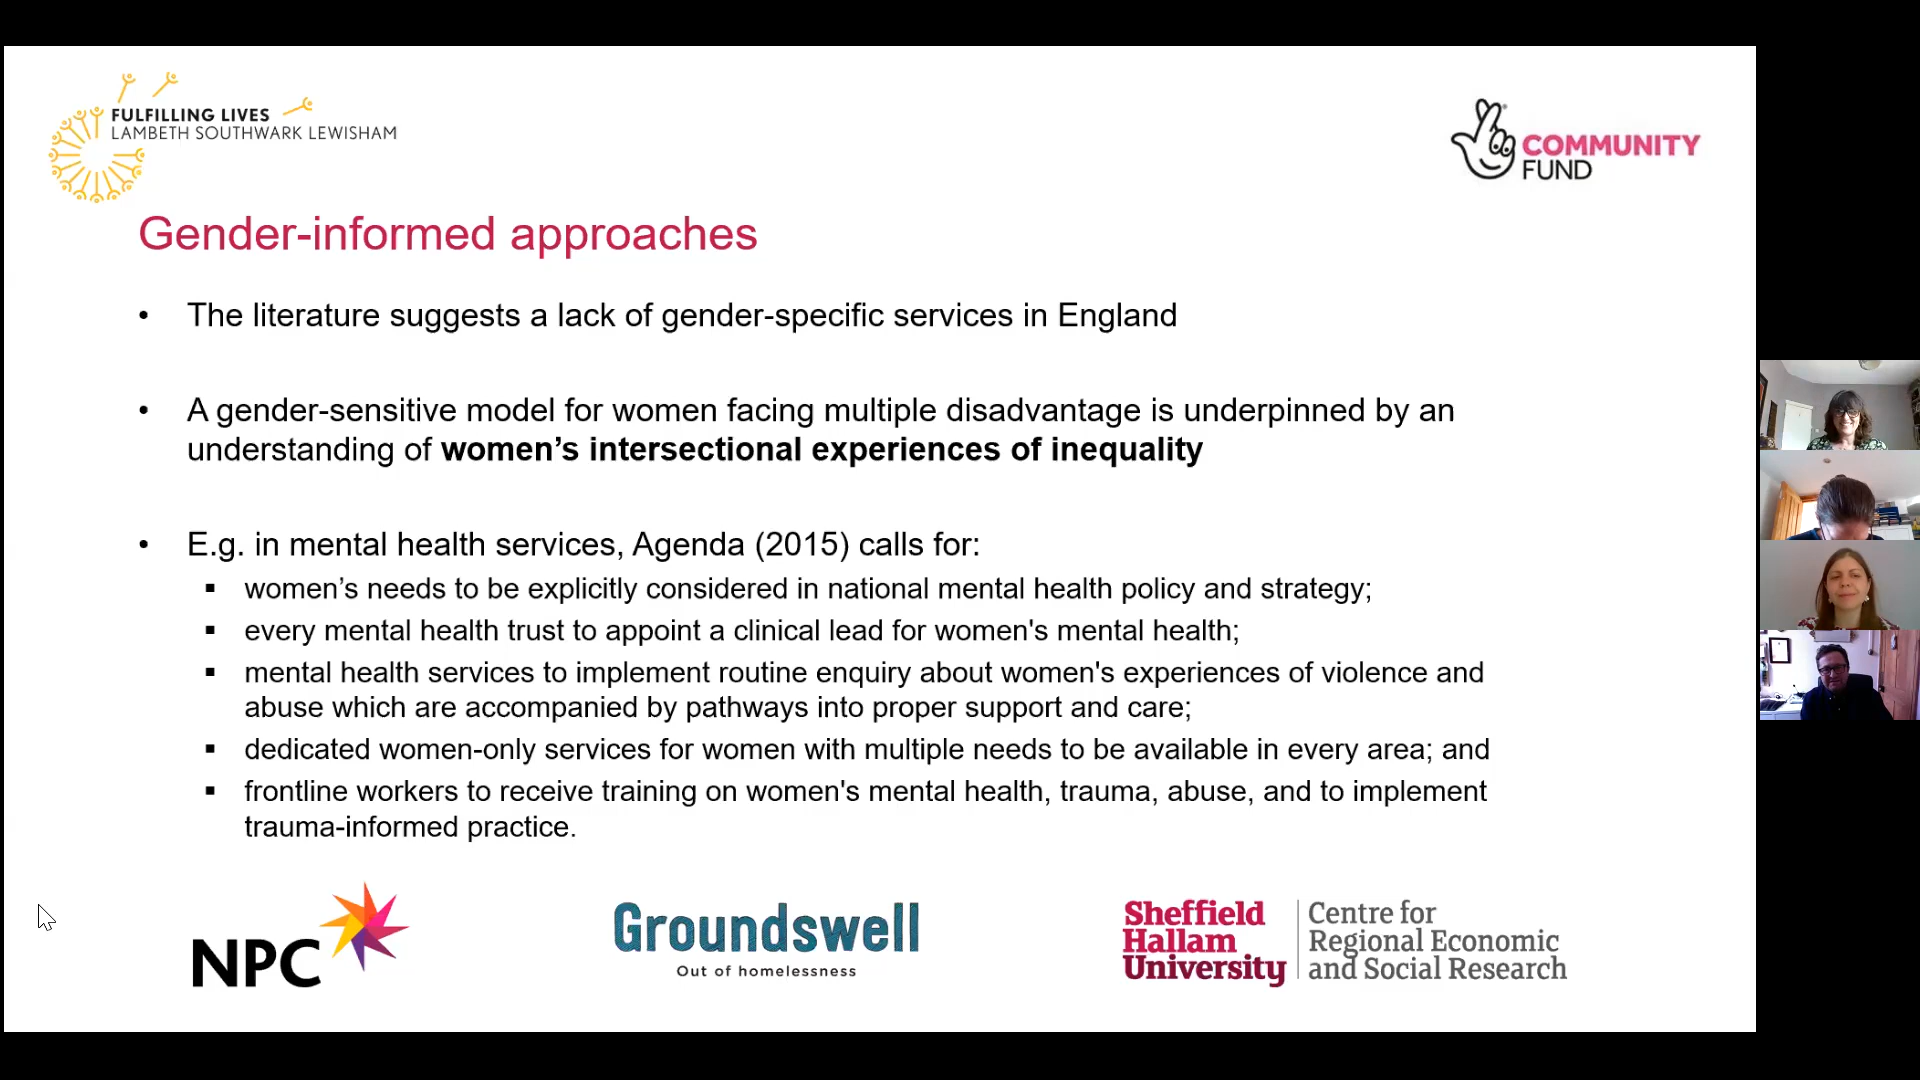 FULFILLING LIVES
LAMBETH SOUTHWARK LEWISHAM
COMMUNITY
FUND
Gender-informed approaches
• The literature suggests a lack of gender-specific services in England
• A gender-sensitive model for women facing multiple disadvantage is underpinned by an
understanding of women’s intersectional experiences of inequality
• E.g. in mental health services, Agenda (2015) calls for:
▪ women’s needs to be explicitly considered in national mental health policy and strategy;
▪ every mental health trust to appoint a clinical lead for women's mental health;
▪ mental health services to implement routine enquiry about women's experiences of violence and
abuse which are accompanied by pathways into proper support and care;
▪ dedicated women-only services for women with multiple needs to be available in every area; and
▪ frontline workers to receive training on women's mental health, trauma, abuse, and to implement
trauma-informed practice.
NPC
Groundswell
Out of homelessness
Sheffield
Hallam
University
Centre for
Regional Economic
and Social Research